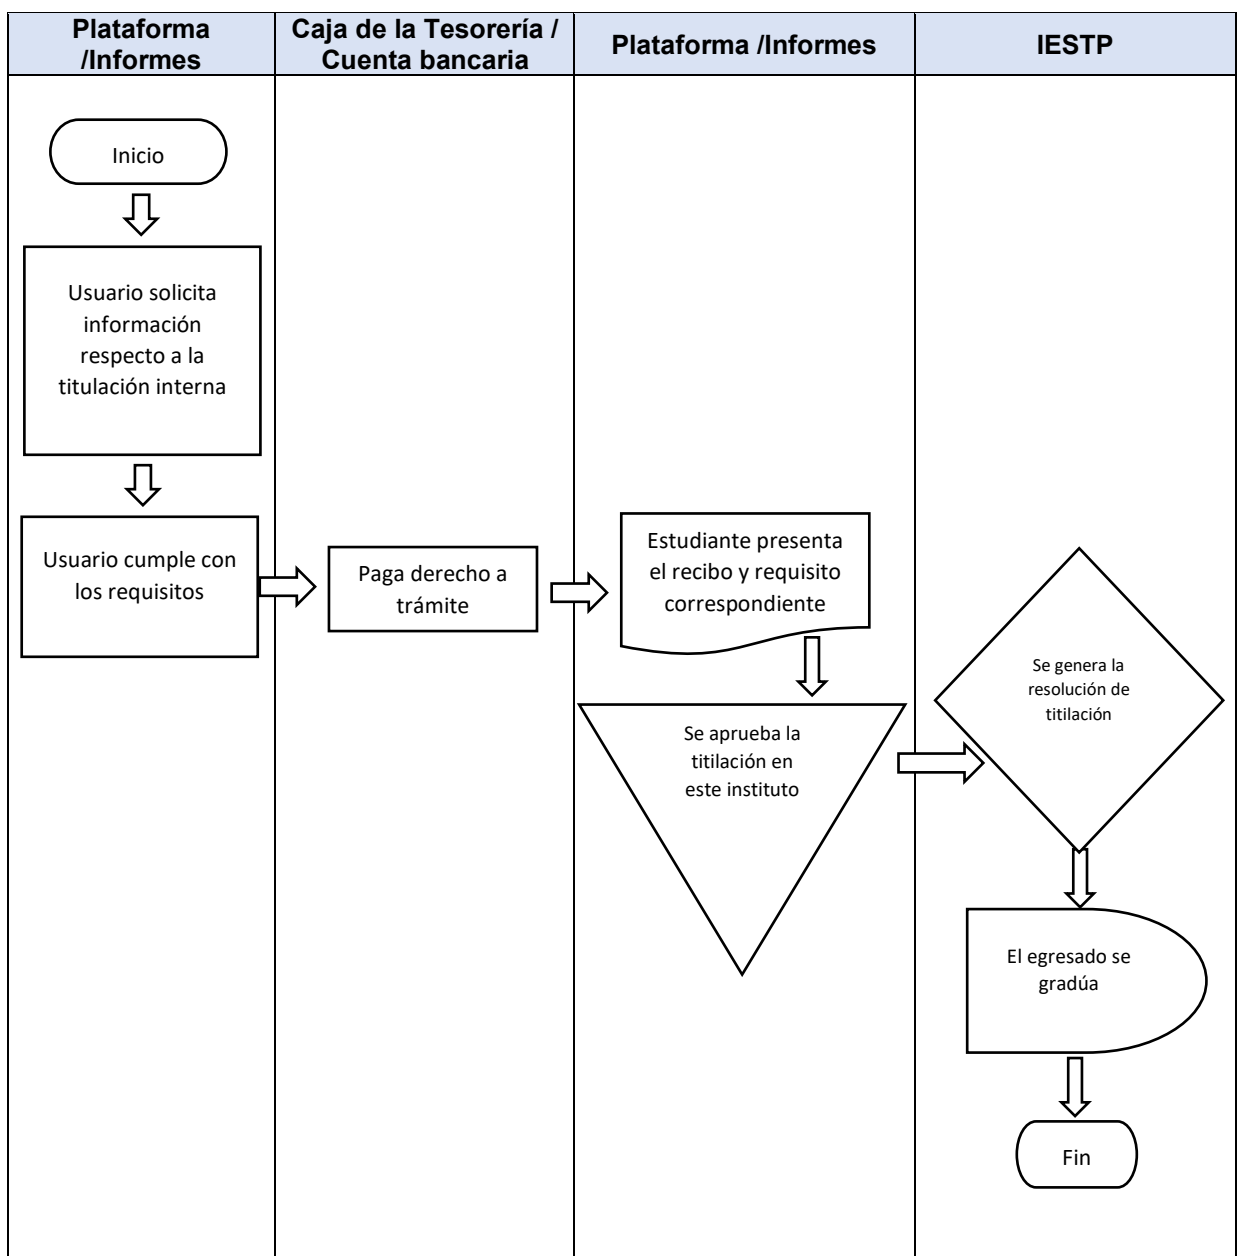 Plataforma
/Informes
Caja de la Tesorería /
Cuenta bancaria
Plataforma /Informes
IESTP
Inicio
Usuario solicita
información
respecto a la
titulación interna
Usuario cumple con
los requisitos
Paga derecho a
trámite
Estudiante presenta
el recibo y requisito
correspondiente
Se aprueba la
titilación en
este instituto
Se genera la
resolución de
titilación
El egresado se
gradúa
Fin